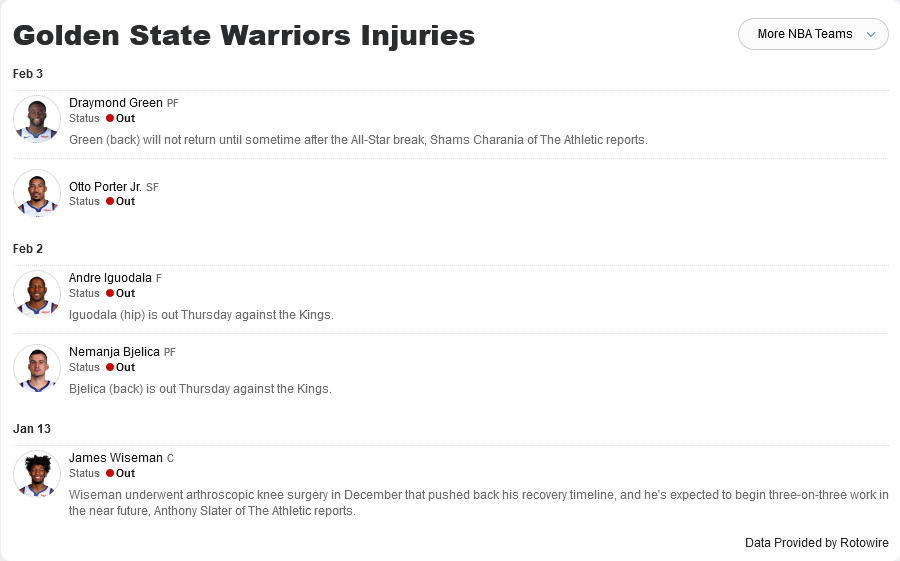 Golden State Warriors Injuries
More NBA Teams
Feb 3
Draymond Green PF
Status Out
Green (back) will not return until sometime after the All-Star break, Shams Charania of The Athletic reports.
Otto Porter Jr. SF
Status Out
Feb 2
Andre Iguodala F
Status Out
Iguodala (hip) is out Thursday against the Kings.
Nemanja Bjelica PF
Status Out
Bjelica (back) is out Thursday against the Kings.
Jan 13
James Wiseman C
Status Out
Wiseman underwent arthroscopic knee surgery in December that pushed back his recovery timeline, and he's expected to begin three-on-three work in
the near future, Anthony Slater of The Athletic reports.
Data Provided by Rotowire